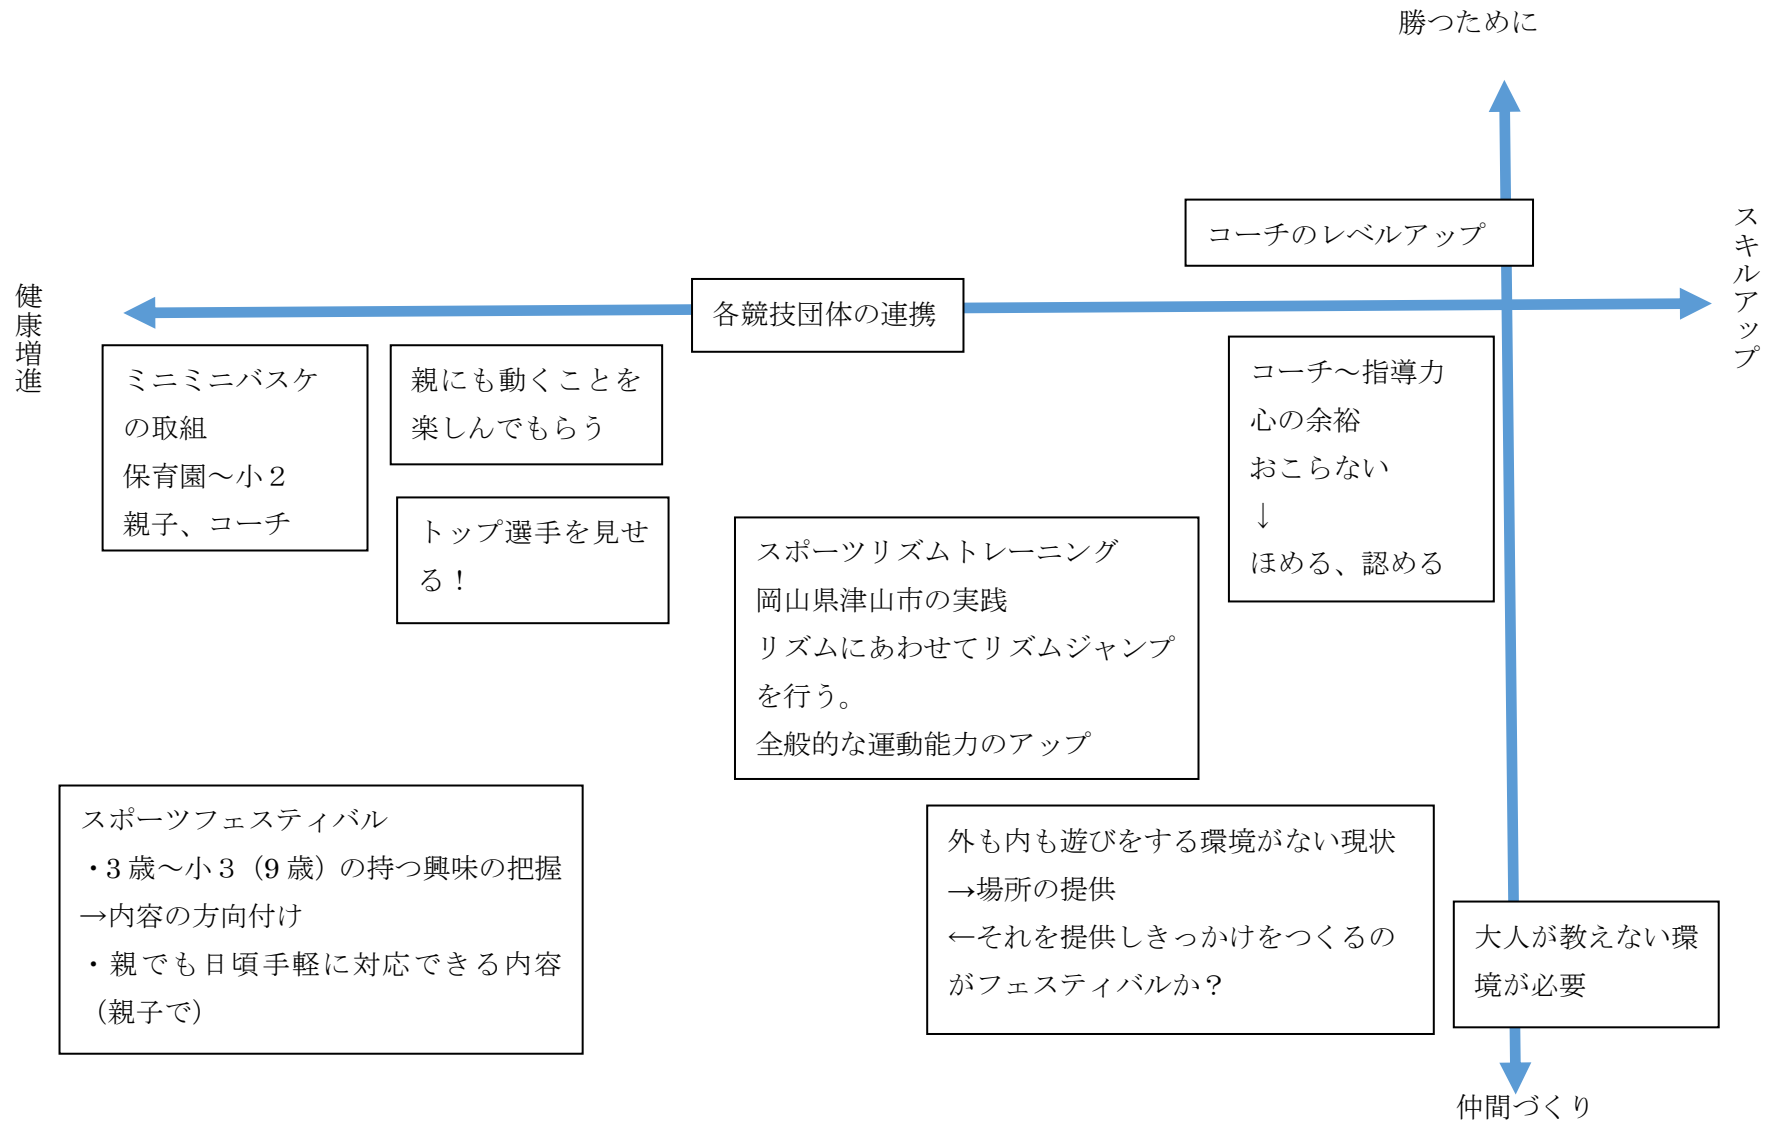 勝つために
スキルアップ
コーチのレベルアップ
健康増進
各競技団体の連携
ミニミニバスケ
の取組
保育園～小２
親子、コーチ
親にも動くことを
楽しんでもらう
トップ選手を見せ
る！
コーチ～指導力
心の余裕
おこらない
↓
ほめる、認める
スポーツリズムトレーニング
岡山県津山市の実践
リズムにあわせてリズムジャンプ
を行う。
全般的な運動能力のアップ
スポーツフェスティバル
・3 歳～小３（9 歳）の持つ興味の把握
→内容の方向付け
・親でも日頃手軽に対応できる内容
（親子で）
外も内も遊びをする環境がない現状
→場所の提供
←それを提供しきっかけをつくるの
がフェスティバルか？
大人が教えない環
境が必要
仲間づくり